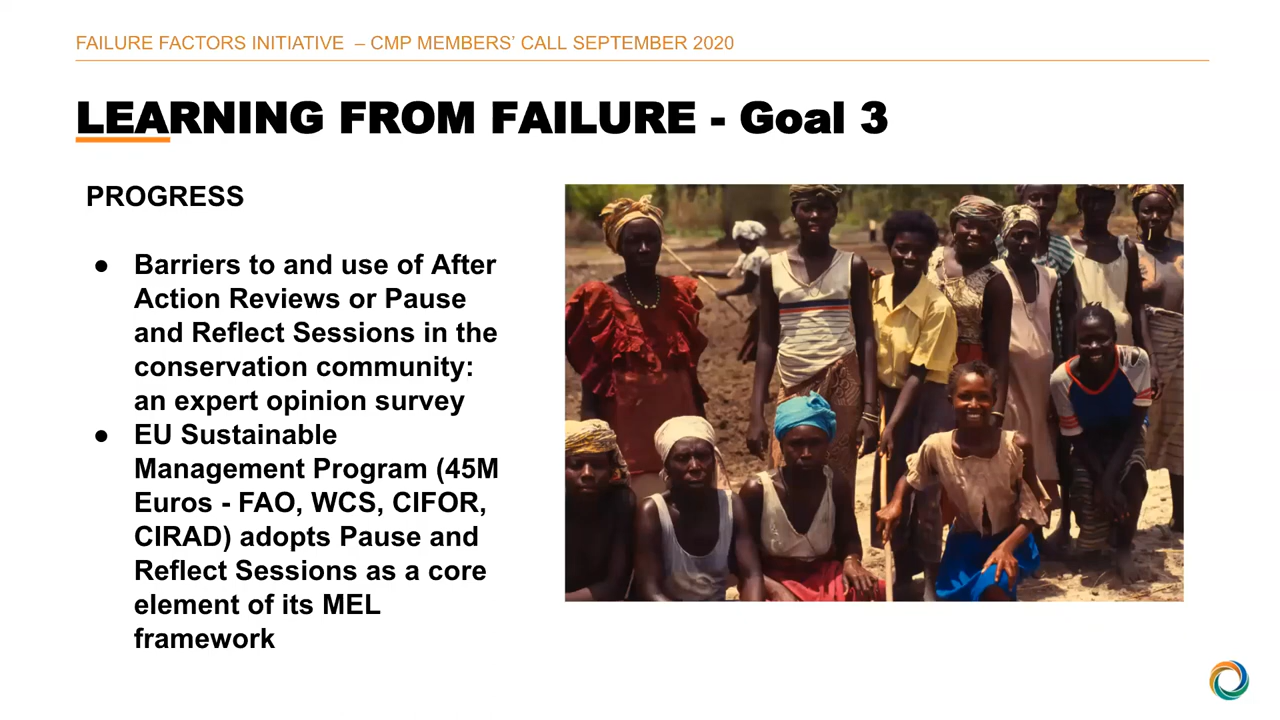 FAILURE FACTORS INITIATIVE – CMP MEMBERS’ CALL SEPTEMBER 2020
LEARNING FROM FAILURE - Goal 3
PROGRESS
● Barriers to and use of After
Action Reviews or Pause
and Reflect Sessions in the
conservation community:
an expert opinion survey
● EU Sustainable
Management Program (45M
Euros - FAO, WCS, CIFOR,
CIRAD) adopts Pause and
Reflect Sessions as a core
element of its MEL
framework